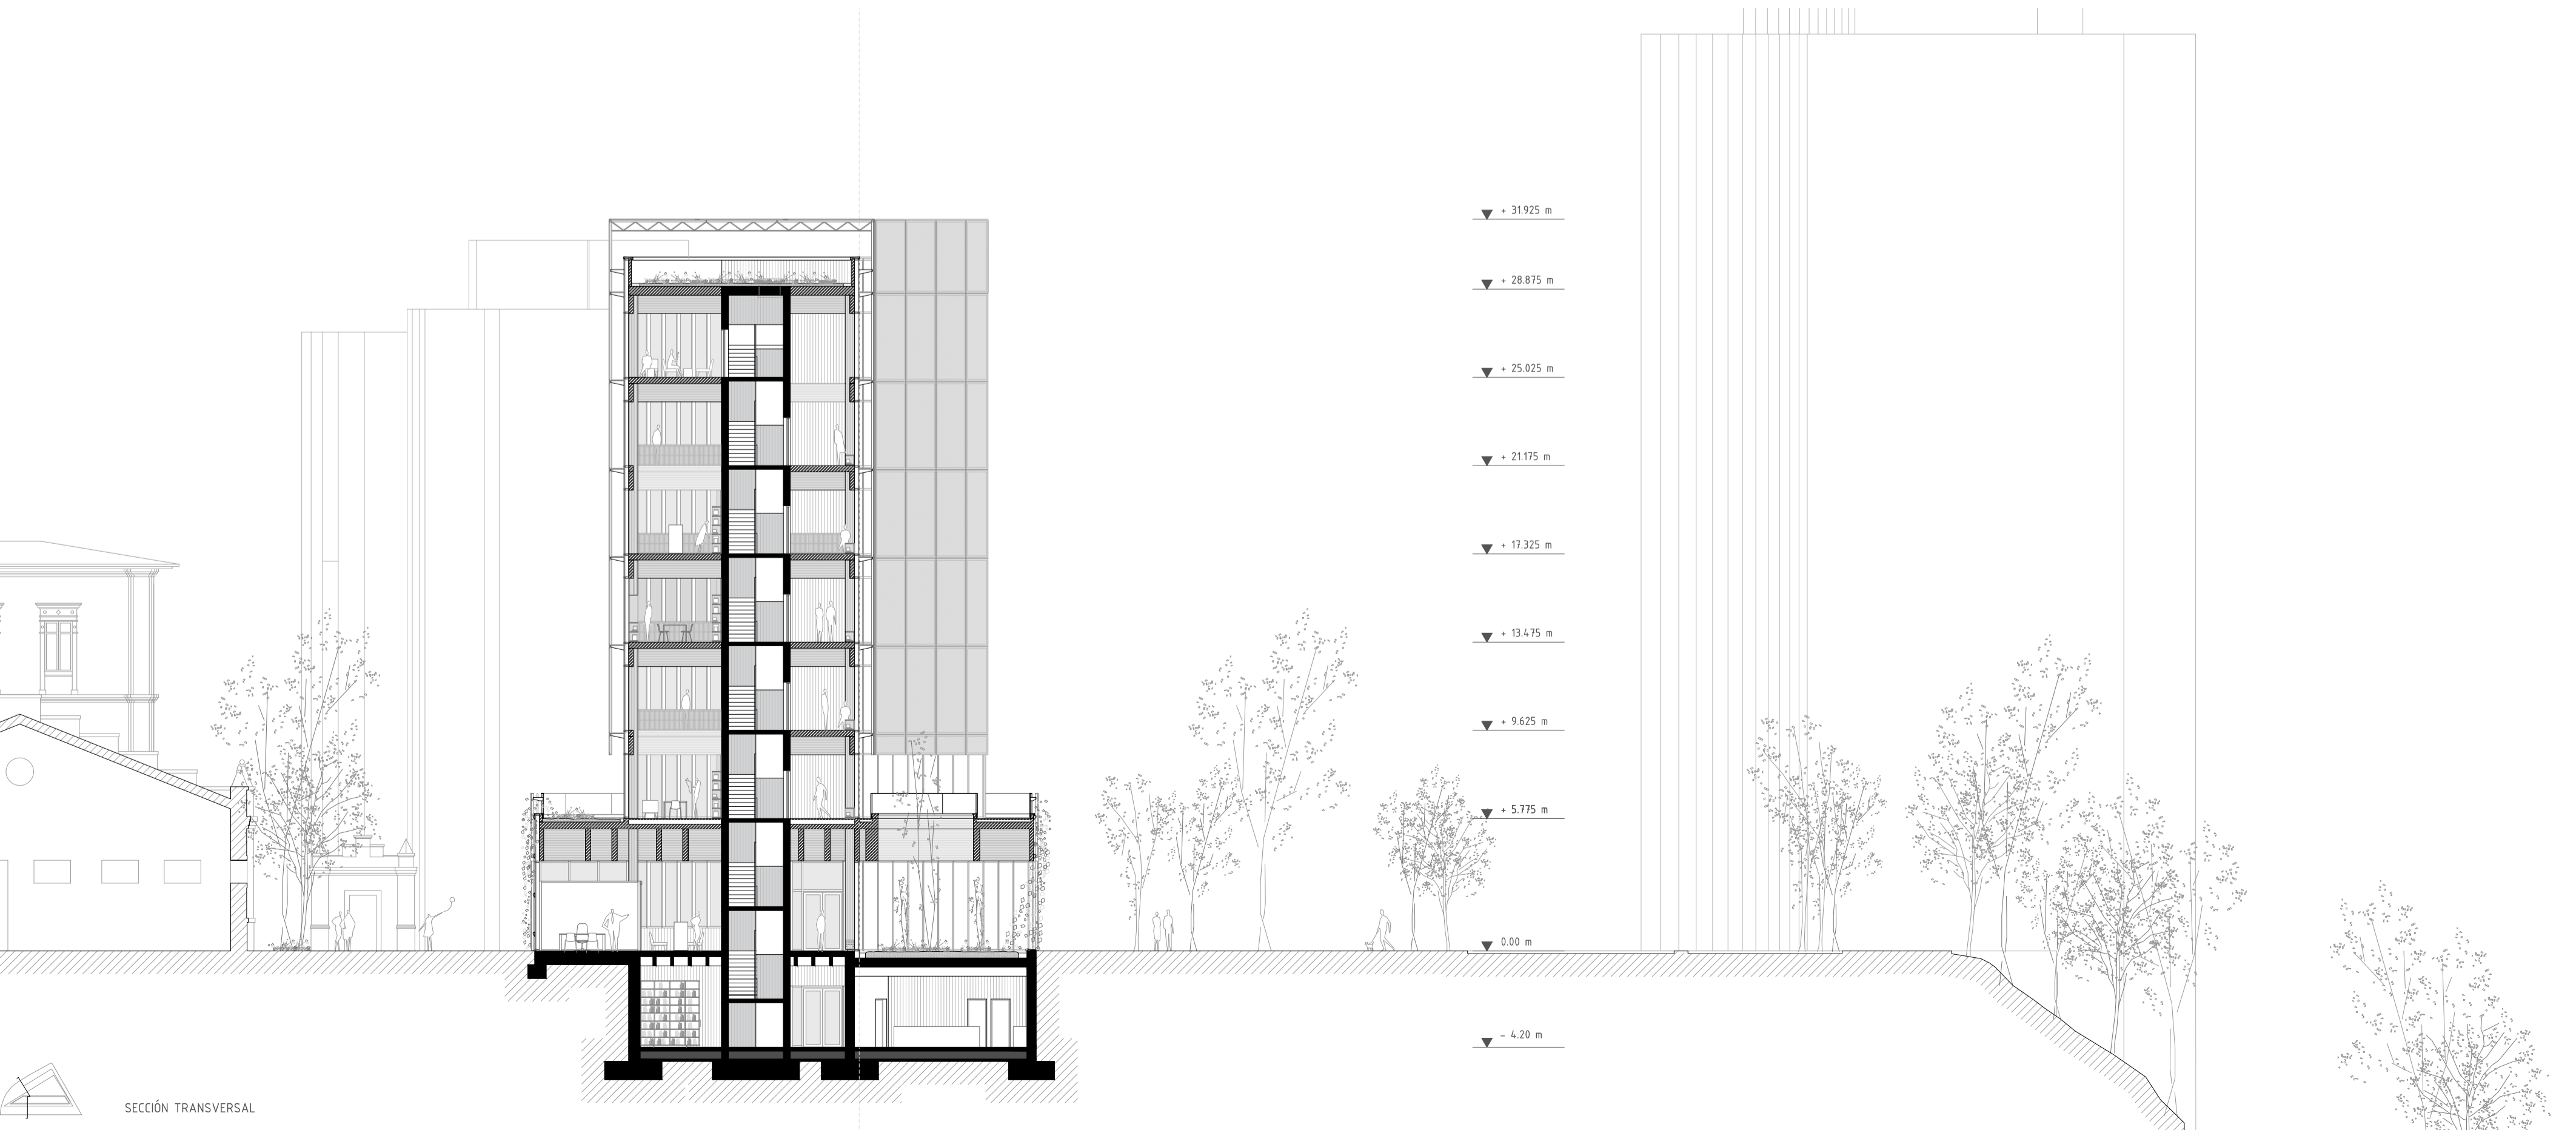 + 31.925 m
+ 28.875 m
+ 25.025 m
+ 21.175 m
+ 17.325 m
+ 13.475 m
+ 9.625 m
+ 5.775 m
0.00 m
- 4.20 m
SECCIÓN TRANSVERSAL